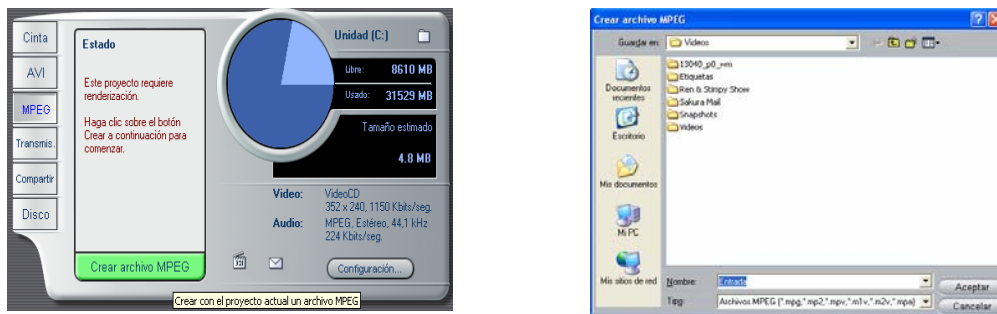 Cinta
AVI
MPEG
Transmis.
Compartir
Disco
Estado
Este proyecto requiere
renderización.
Haga clic sobre el botón
Crear a continuación para
comenzar.
Crear archivo MPEG
Unidad (C:)
Libre: 8610 MB
Usado: 31529 MB
Tamaño estimado
4.8 MB
Video: VideoCD
352 x 240, 1150 Kbits/seg.
Audio: MPEG, Estéreo, 44,1 kHz
224 Kbits/seg.
Configuración...
Crear con el proyecto actual un archivo MPEG
Crear archivo MPEG
Guardar en: Videos
Documentos
recientes
Escritorio
Mis documentos
Mi PC
Mis sitios de red
13040_p0_wm
Etiquetas
Ren & Stimpy Show
Sakura Mail
Snapshots
Videos
Nombre: Entrada
Tipo: Archivos MPEG (*.mpg,*.mp2,*.mpv,*.m1v,*.m2v,*.mpa)
Aceptar
Cancelar